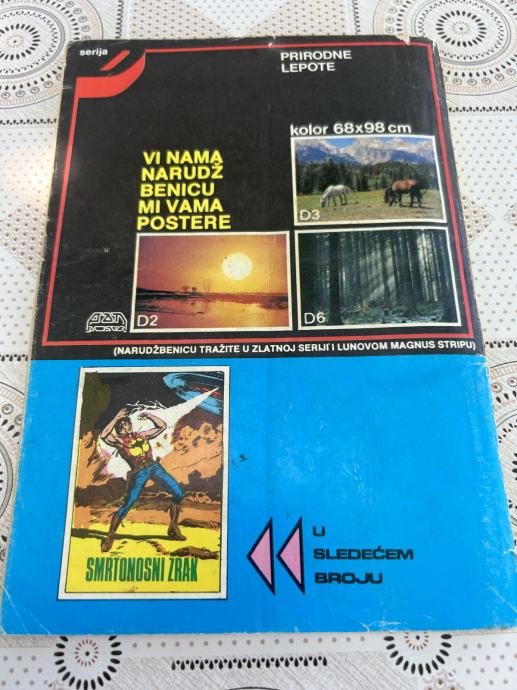 serija
PRIRODNE
LEPOTE
kolor 68x98 cm
VI NAMA
NARUDŽ
BENICU
MI VAMA
POSTERE
D3
D2
D6
(NARUDŽBENICU TRAŽITE U ZLATNOJ SERIJI I LUNOVOM MAGNUS STRIPU)
SMRTONOSNI ZRAK
U
SLEDEĆEM
BROJU